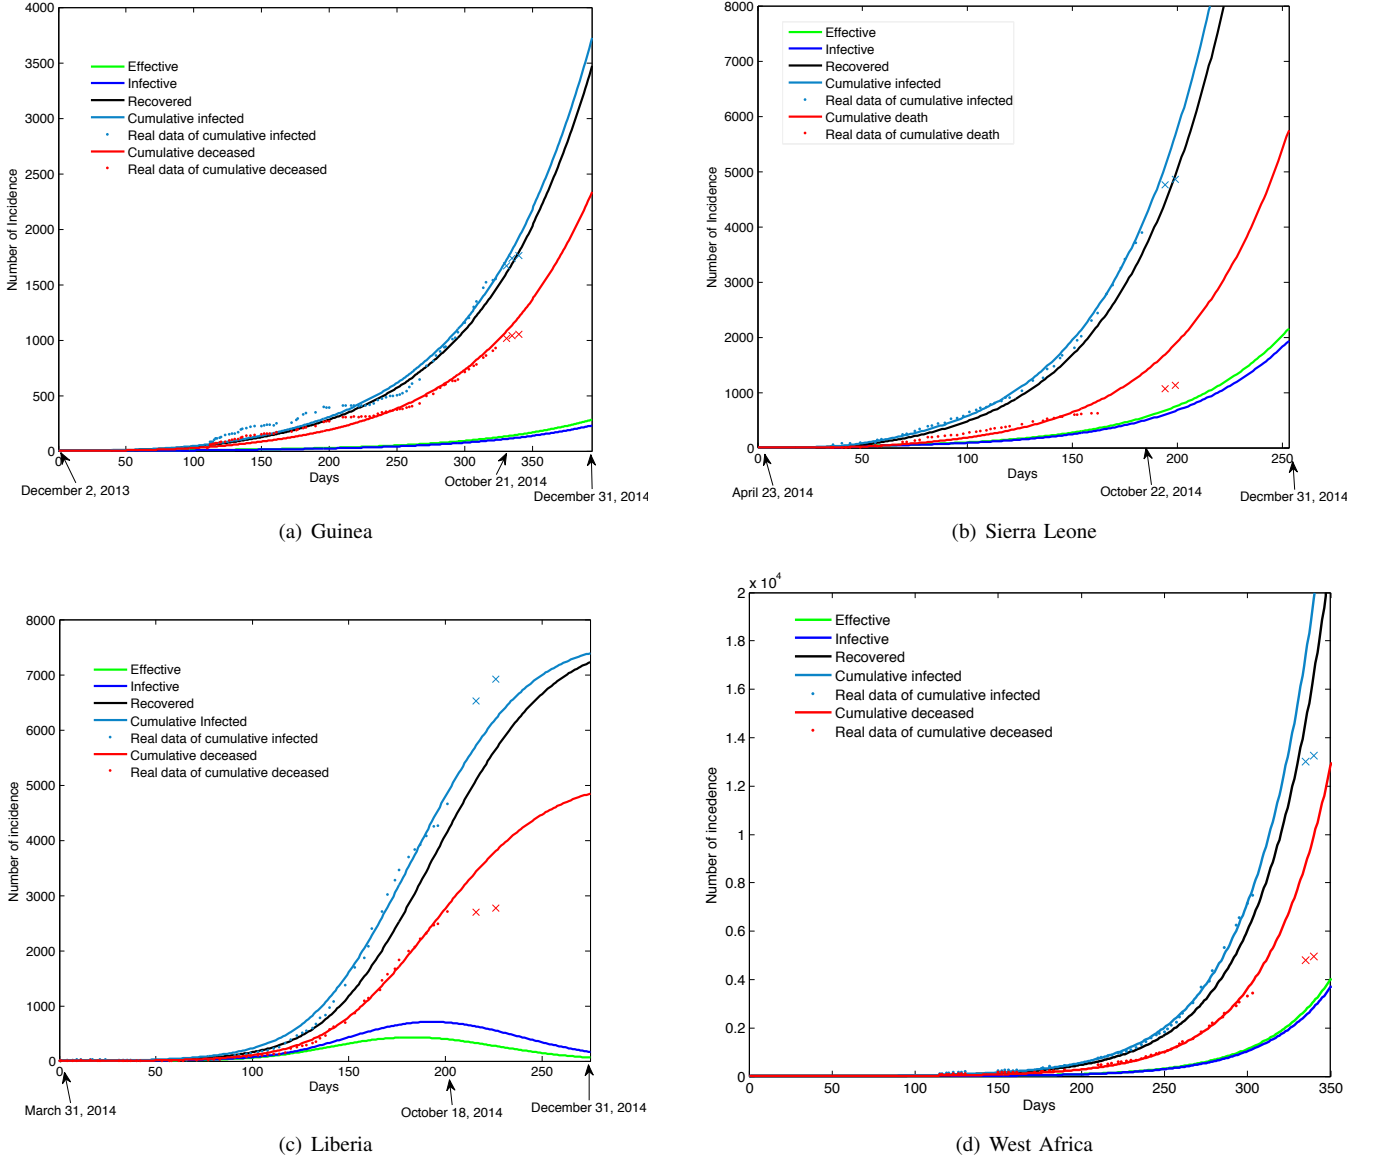 4000
3500
3000
2500
2000
1500
1000
500
0
Number of Incidence
Effective
Infective
Recovered
Cumulative infected
Real data of cumulative infected
Cumulative deceased
Real data of cumulative deceased
0 50 100 150 200 250 300 350
Days
December 2, 2013
October 21, 2014
December 31, 2014
(a) Guinea
8000
7000
6000
5000
4000
3000
2000
1000
0
Number of Incidence
Effective
Infective
Recovered
Cumulative infected
Real data of cumulative infected
Cumulative death
Real data of cumulative death
0 50 100 150 200 250
Days
April 23, 2014
October 22, 2014
Decmber 31, 2014
(b) Sierra Leone
8000
7000
6000
5000
4000
3000
2000
1000
0
Number of incidence
Effective
Infective
Recovered
Cumulative Infected
Real data of cumulative infected
Cumulative deceased
Real data of cumulative deceased
0 50 100 150 200 250
Days
March 31, 2014
October 18, 2014
December 31, 2014
(c) Liberia
x 10^4
2
1.8
1.6
1.4
1.2
1
0.8
0.6
0.4
0.2
0
Number of incedence
Effective
Infective
Recovered
Cumulative infected
Real data of cumulative infected
Cumulative deceased
Real data of cumulative deceased
0 50 100 150 200 250 300 350
Days
(d) West Africa